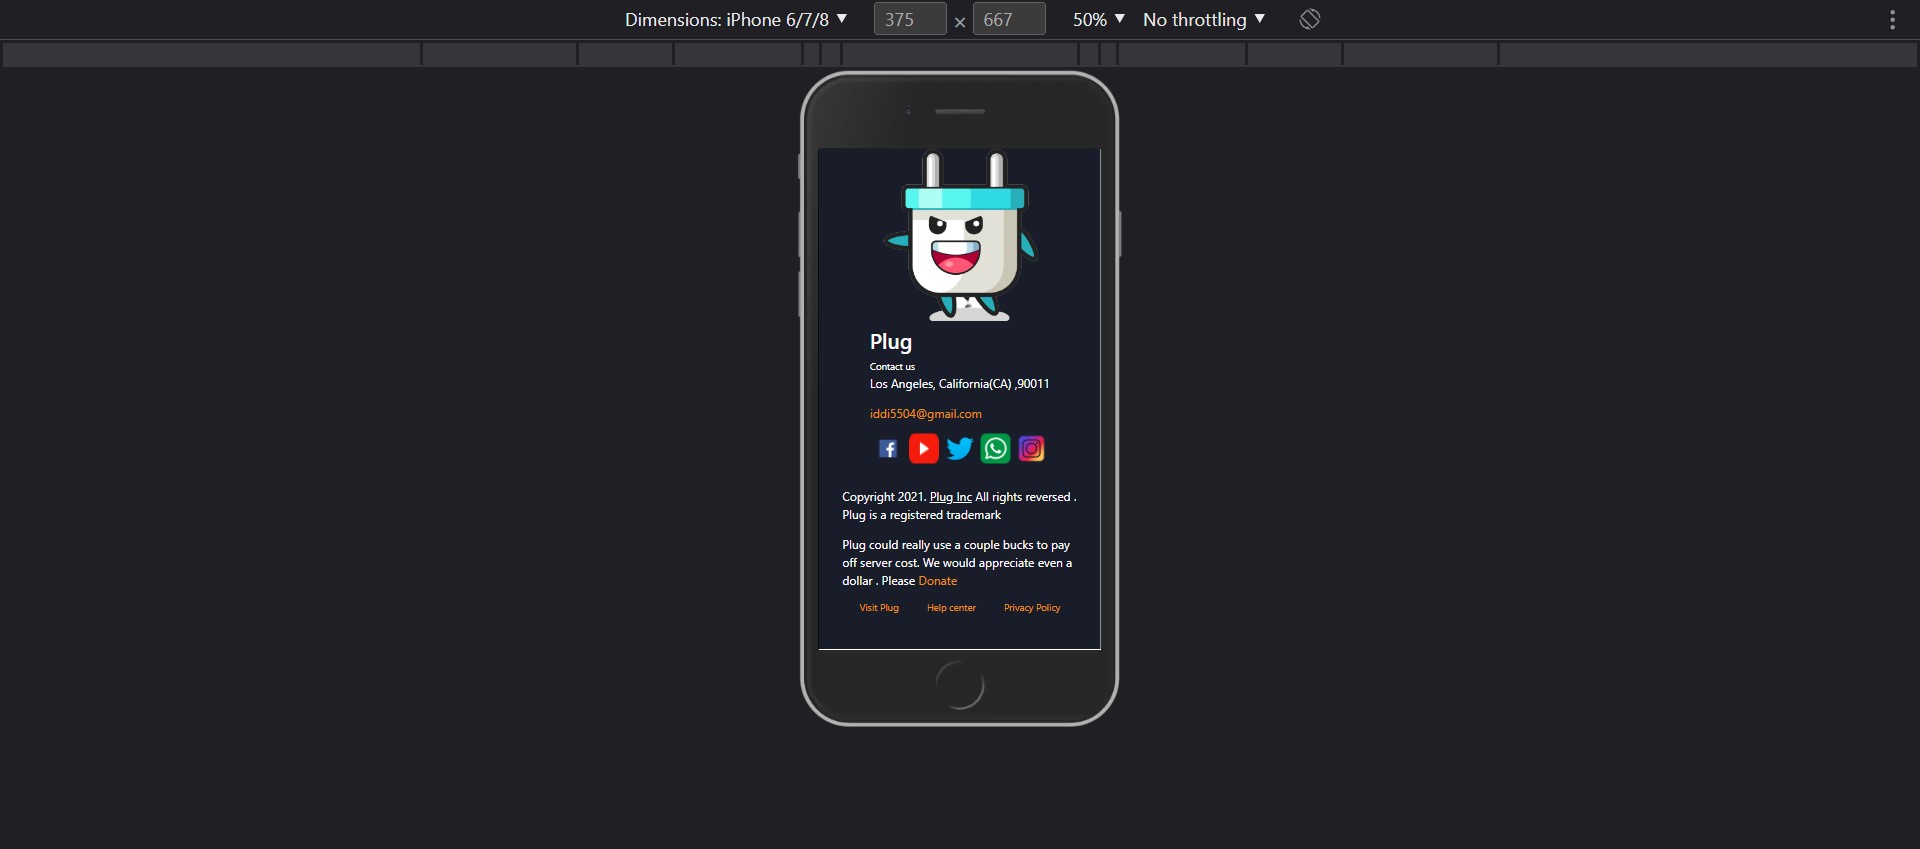 Dimensions: iPhone 6/7/8 ▼ 375 × 667 50% ▼ No throttling ▼
Plug
Contact us
Los Angeles, California(CA) ,90011
iddi5504@gmail.com
Copyright 2021. Plug Inc All rights reversed .
Plug is a registered trademark
Plug could really use a couple bucks to pay
off server cost. We would appreciate even a
dollar . Please Donate
Visit Plug Help center Privacy Policy